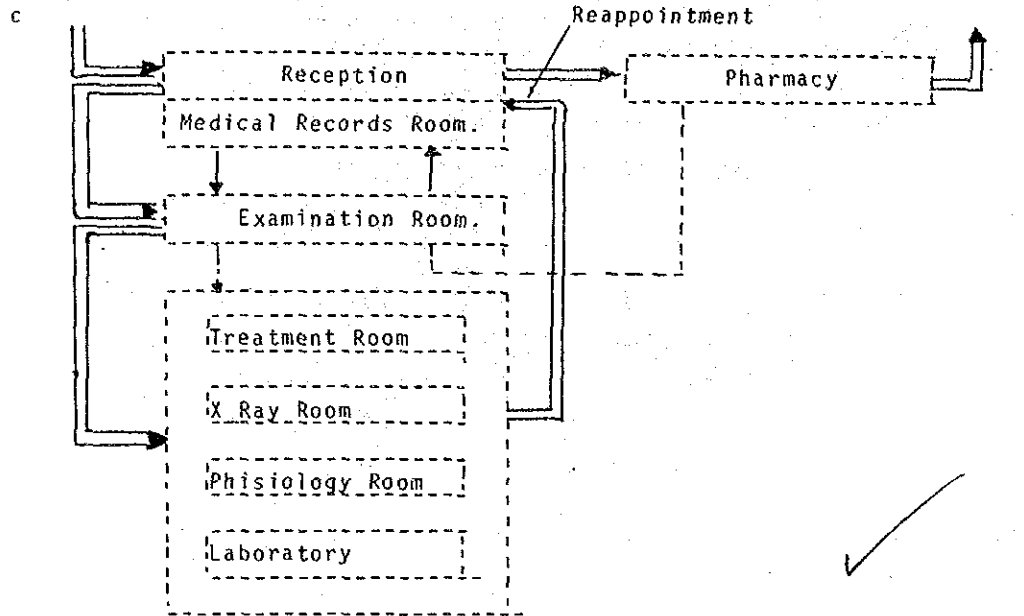 c
Reappointment
Reception
Pharmacy
Medical Records Room.
Examination Room.
Treatment Room
X Ray Room
Phisiology Room
Laboratory